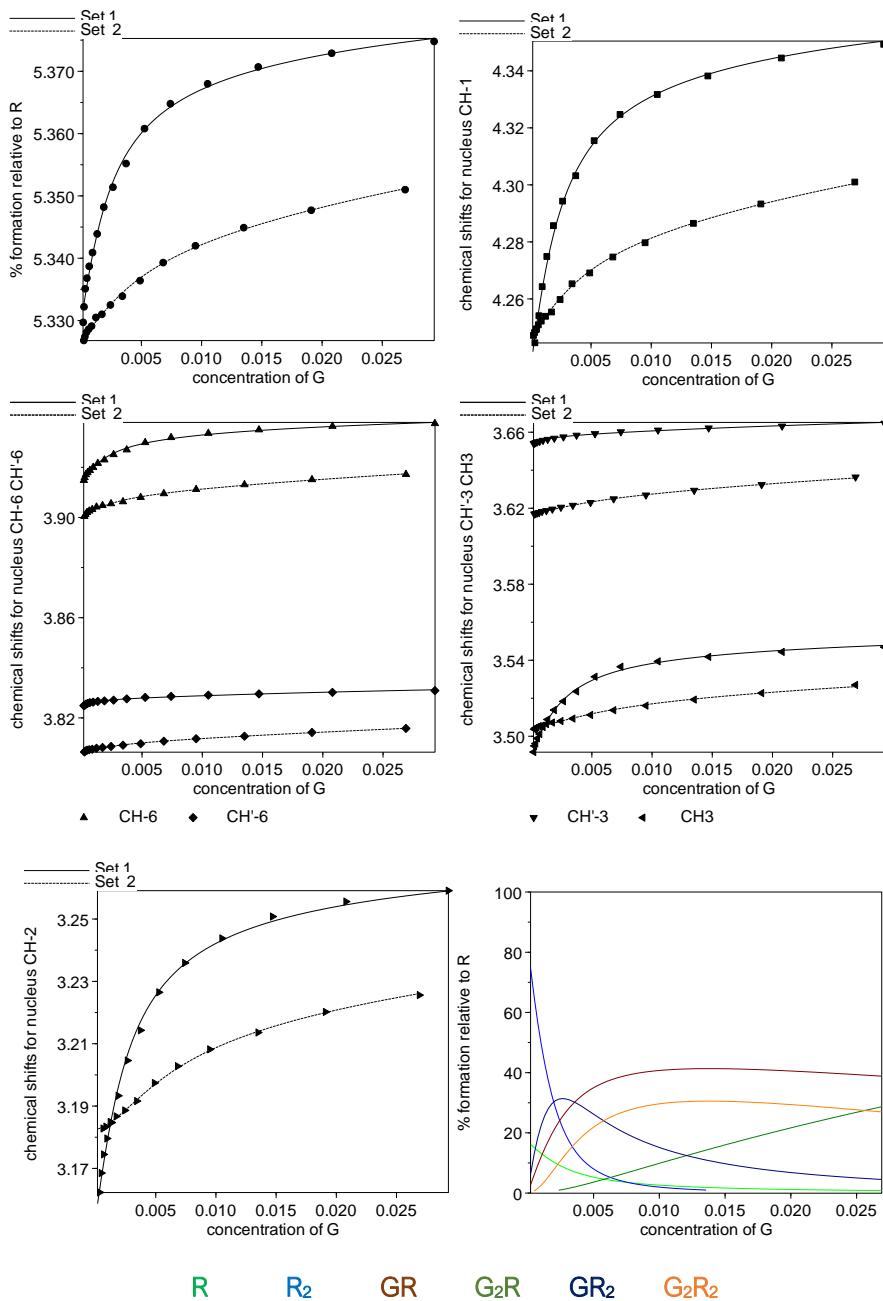 Set 1
Set 2
% formation relative to R
5.370
5.360
5.350
5.340
5.330
0.005 0.010 0.015 0.020 0.025
concentration of G
Set 1
Set 2
chemical shifts for nucleus CH-1
4.34
4.32
4.30
4.28
4.26
0.005 0.010 0.015 0.020 0.025
concentration of G
Set 1
Set 2
chemical shifts for nucleus CH-6 CH'-6
3.90
3.86
3.82
0.005 0.010 0.015 0.020 0.025
concentration of G
CH-6 CH'-6
Set 1
Set 2
chemical shifts for nucleus CH'-3 CH3
3.66
3.62
3.58
3.54
3.50
0.005 0.010 0.015 0.020 0.025
concentration of G
CH'-3 CH3
Set 1
Set 2
chemical shifts for nucleus CH-2
3.25
3.23
3.21
3.19
3.17
0.005 0.010 0.015 0.020 0.025
concentration of G
% formation relative to R
100
80
60
40
20
0
0.005 0.010 0.015 0.020 0.025
concentration of G
R R₂ GR G₂R GR₂ G₂R₂